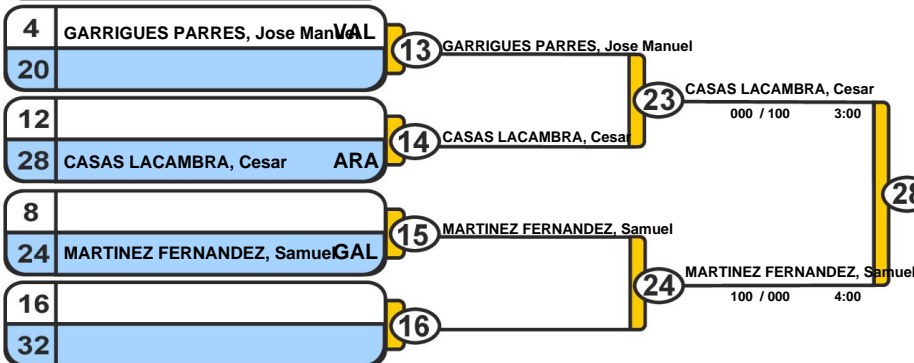 4 GARRIGUES PARRES, Jose Manuel VAL
20
13 GARRIGUES PARRES, Jose Manuel
12
28 CASAS LACAMBRA, Cesar ARA
14 CASAS LACAMBRA, Cesar
23 CASAS LACAMBRA, Cesar
000 / 100 3:00
8
24 MARTINEZ FERNANDEZ, Samuel GAL
15 MARTINEZ FERNANDEZ, Samuel
16
32
16
24 MARTINEZ FERNANDEZ, Samuel
100 / 000 4:00
28